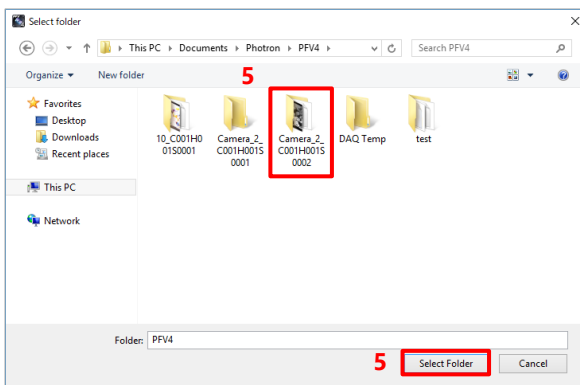 Select folder
This PC Documents Photron PFV4
Search PFV4
Organize
New folder
5
Favorites
Desktop
Downloads
Recent places
This PC
Network
10_C001H0
01S0001
Camera_2_
C001H001S
0001
Camera_2_
C001H001S
0002
DAQ Temp
test
Folder: PFV4
5
Select Folder
Cancel